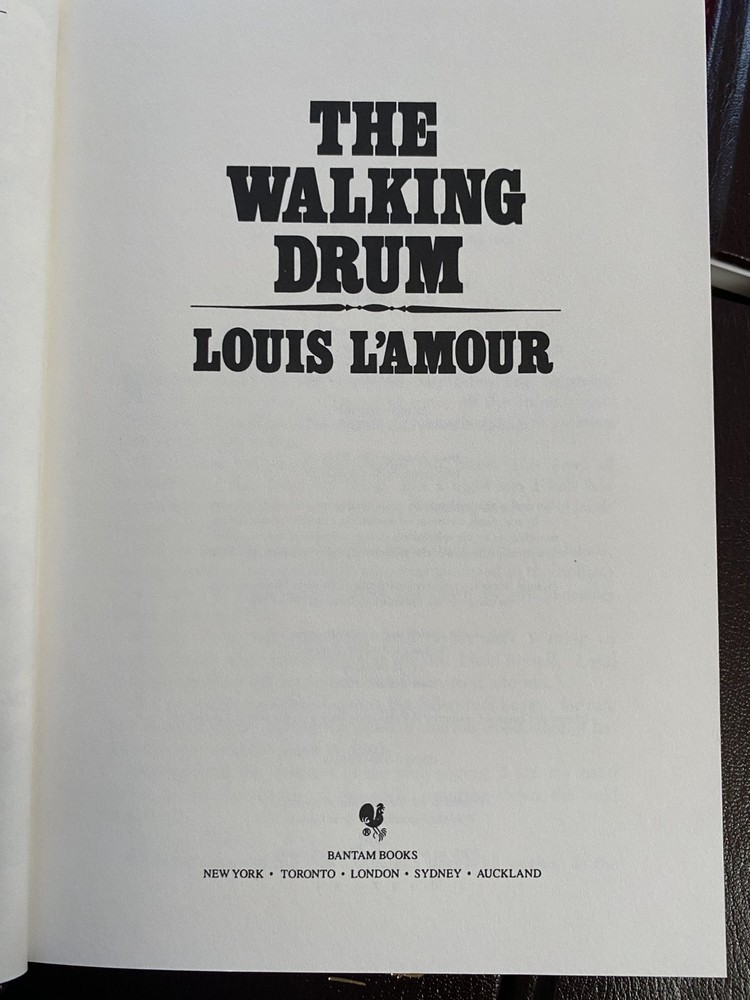 THE
WALKING
DRUM
LOUIS L'AMOUR
®
BANTAM BOOKS
NEW YORK • TORONTO • LONDON • SYDNEY • AUCKLAND